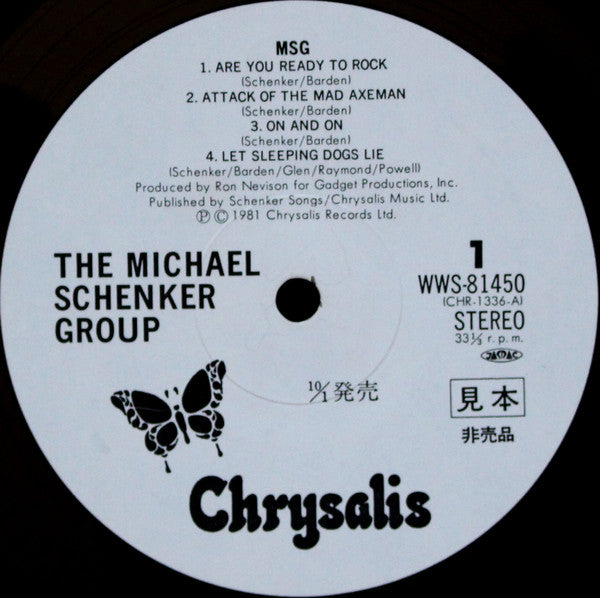 MSG
1. ARE YOU READY TO ROCK
(Schenker/Barden)
2. ATTACK OF THE MAD AXEMAN
(Schenker/Barden)
3. ON AND ON
(Schenker/Barden)
4. LET SLEEPING DOGS LIE
(Schenker/Barden/Glen/Raymond/Powell)
Produced by Ron Nevison for Gadget Productions, Inc.
Published by Schenker Songs/Chrysalis Music Ltd.
Ⓟ Ⓒ 1981 Chrysalis Records Ltd.
THE MICHAEL
SCHENKER
GROUP
1
WWS-81450
(CHR-1336-A)
STEREO
33⅓ r. p. m.
JASRAC
10/1 発売
見本
非売品
Chrysalis